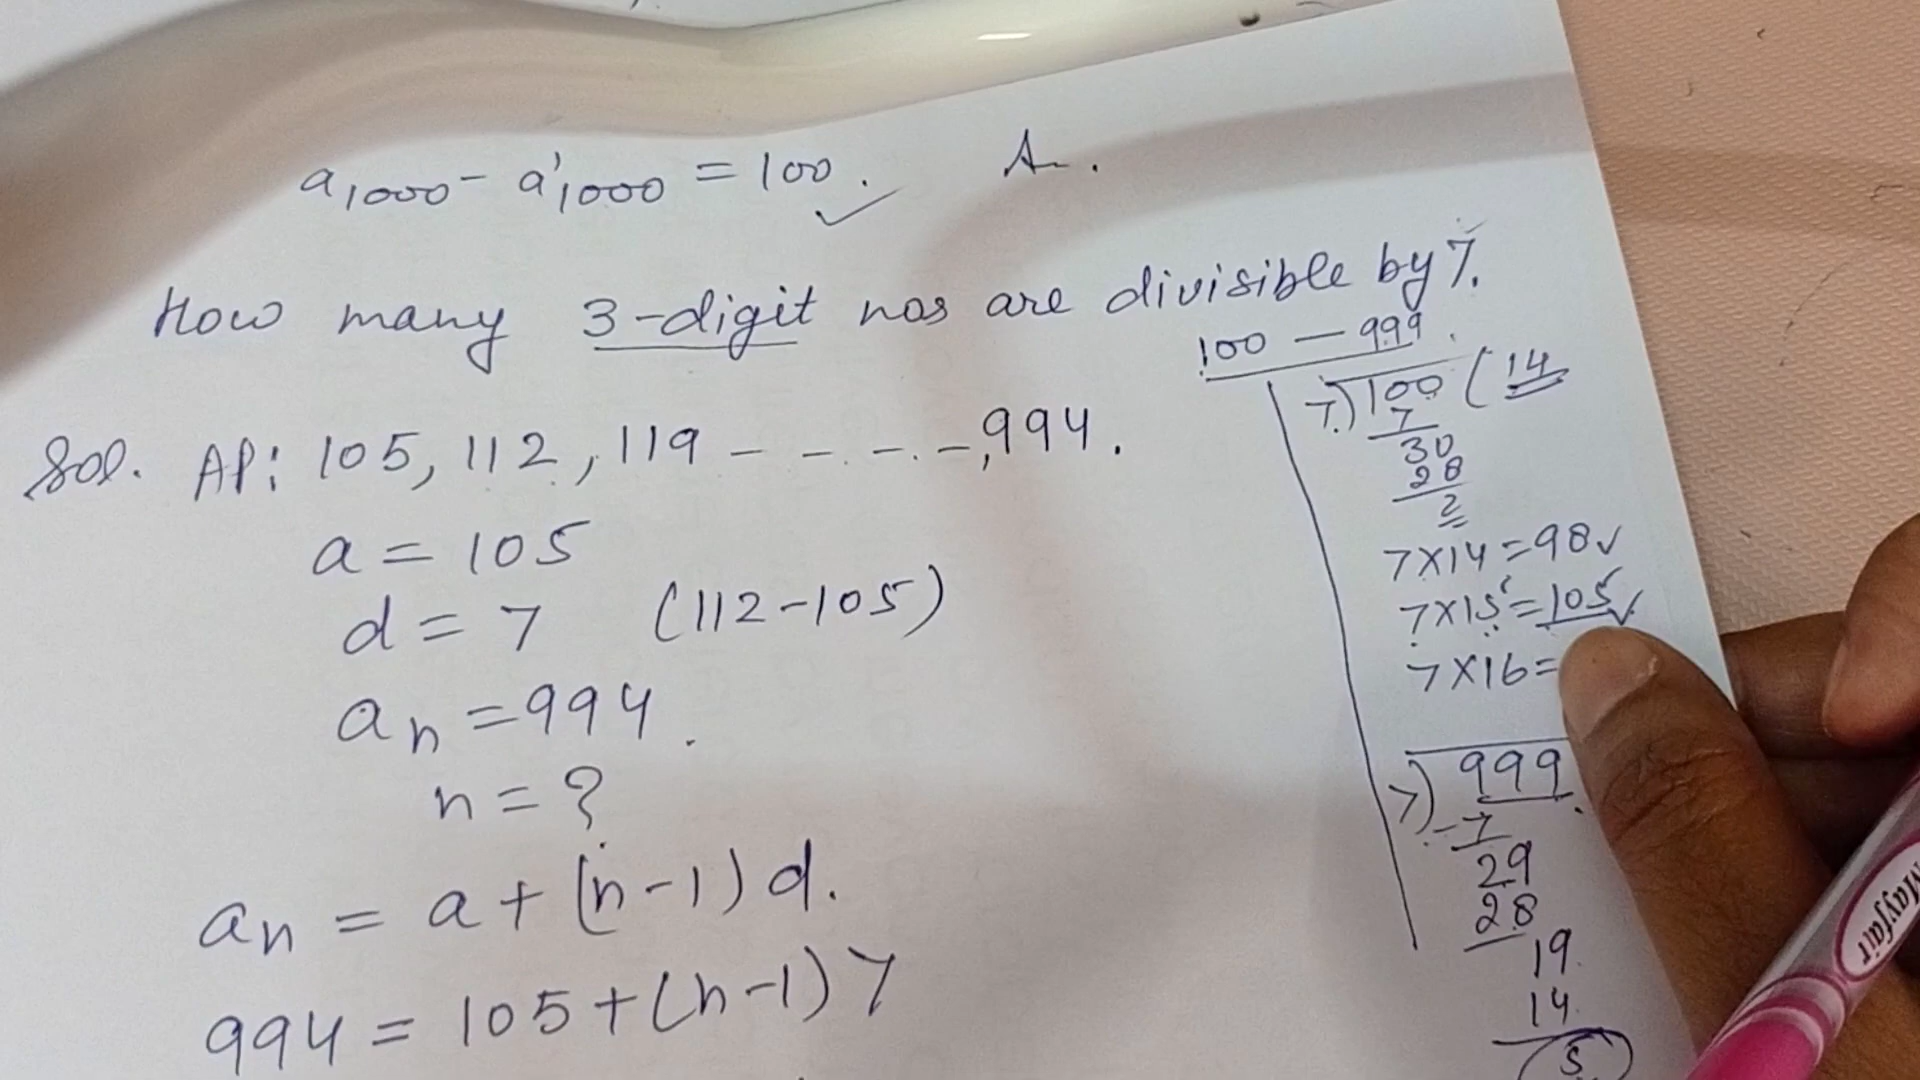 a1000 - a'1000 = 100.   An.
How many 3-digit nos are divisible by 7.
100 — 999.
Sol. AP: 105, 112, 119 - - - - , 994.
a = 105
d = 7 (112-105)
an = 994.
n = ?
an = a + (n-1) d.
994 = 105 + (n-1) 7
7) 100 ( 14
7
30
28
2
7×14=98✓
7×15=105✓
7×16=
7) 999
-7
29
28
19
14
5
Mayfair